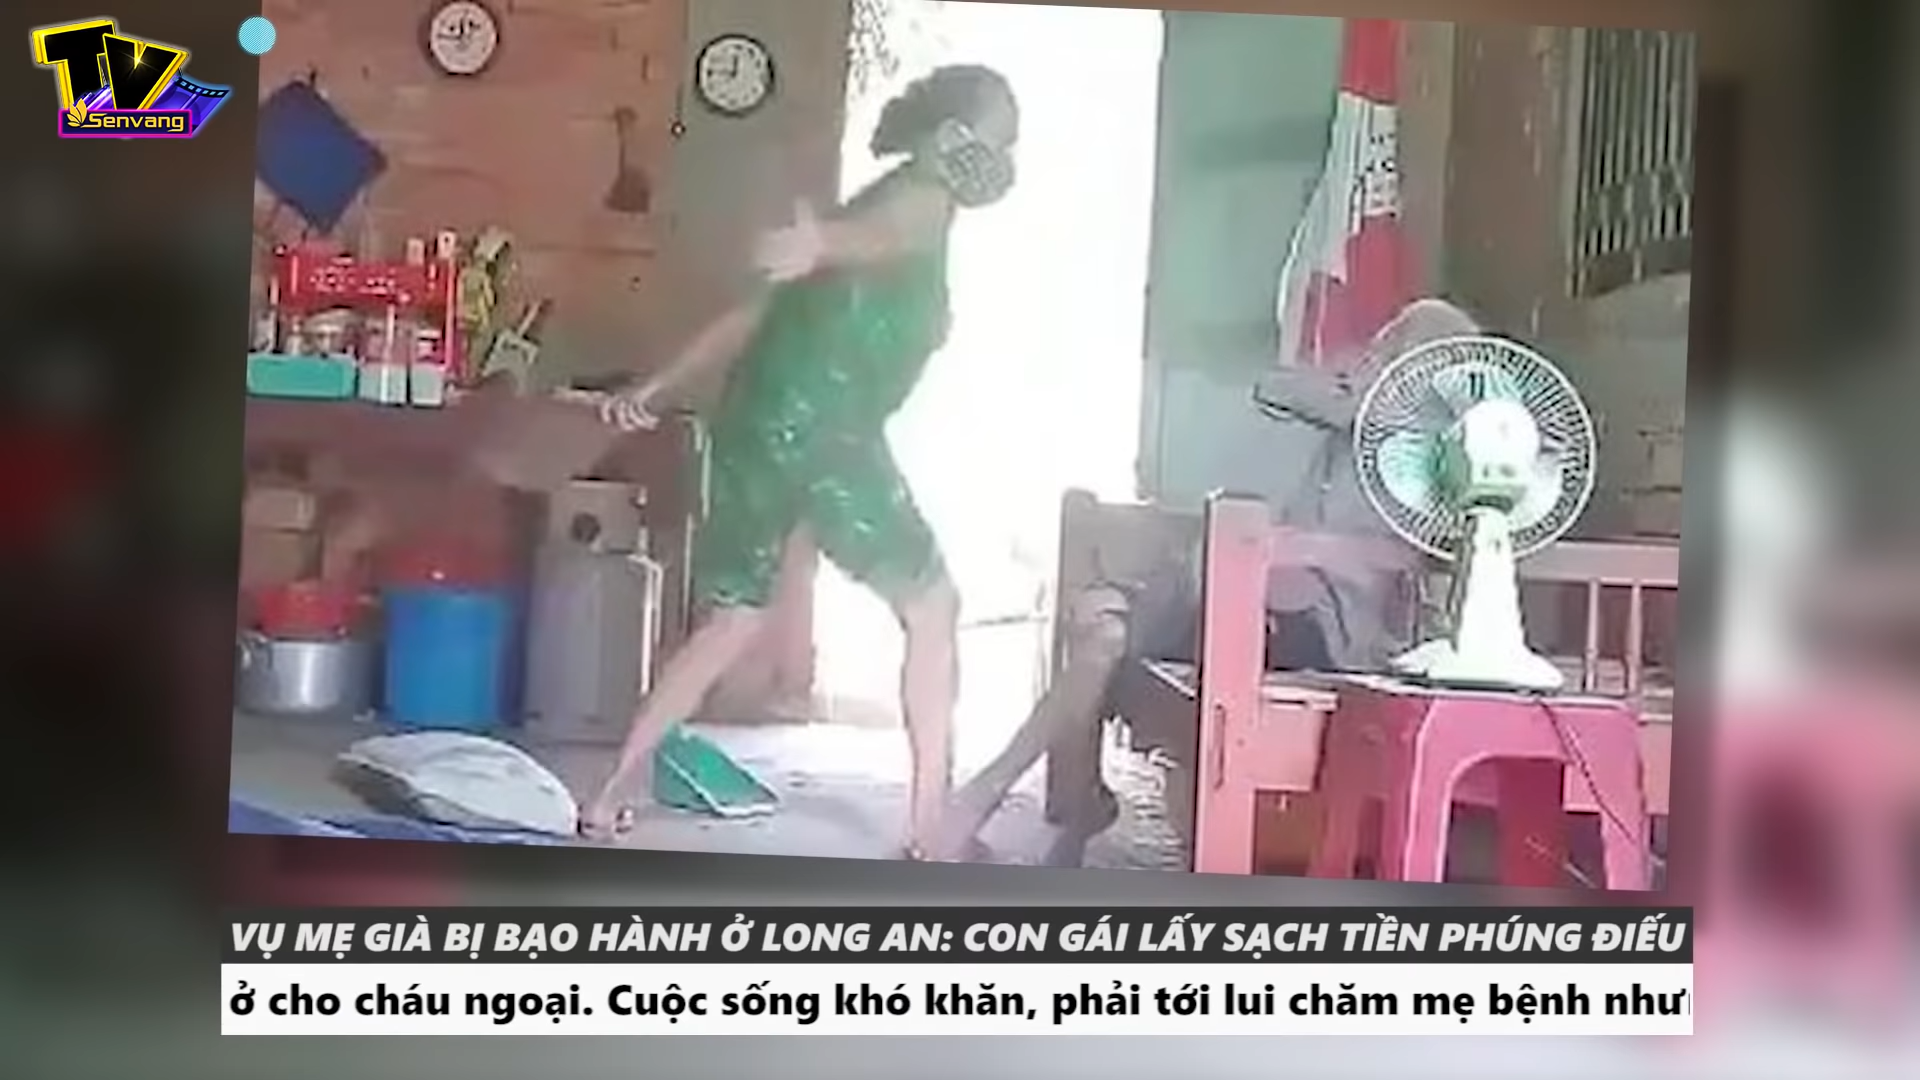 TV
Senvang
VỤ MẸ GIÀ BỊ BẠO HÀNH Ở LONG AN: CON GÁI LẤY SẠCH TIỀN PHÚNG ĐIẾU
ở cho cháu ngoại. Cuộc sống khó khăn, phải tới lui chăm mẹ bệnh như